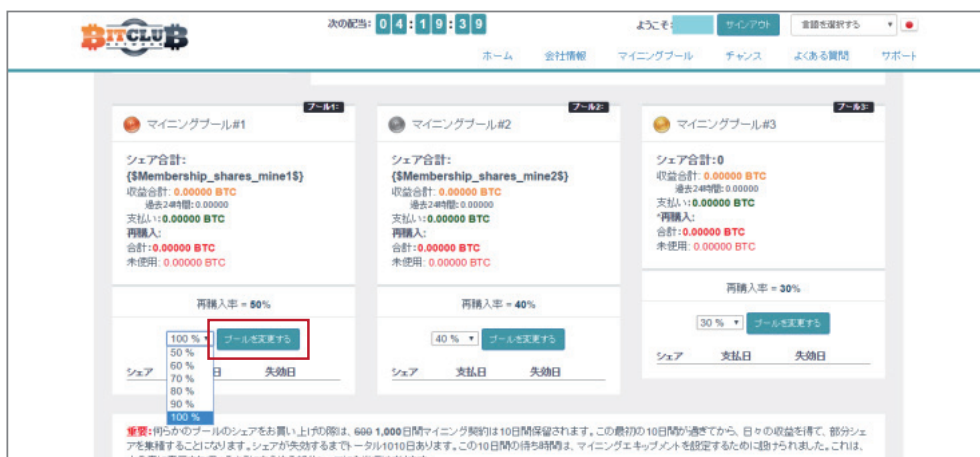 BITCLUB
NETWORK
次の配当: 04:19:39
ようこそ
サインアウト
言語を選択する
ホーム 会社情報 マイニングプール チャンス よくある質問 サポート
プール1:
マイニングプール#1
シェア合計:
{$Membership_shares_mine1$}
収益合計: 0.00000 BTC
過去24時間: 0.00000
支払い: 0.00000 BTC
再購入:
合計: 0.00000 BTC
未使用: 0.00000 BTC
再購入率 = 50%
100 %
プールを変更する
50 %
60 %
70 %
80 %
90 %
100 %
シェア 日 失効日
プール2:
マイニングプール#2
シェア合計:
{$Membership_shares_mine2$}
収益合計: 0.00000 BTC
過去24時間: 0.00000
支払い: 0.00000 BTC
再購入:
合計: 0.00000 BTC
未使用: 0.00000 BTC
再購入率 = 40%
40 %
プールを変更する
シェア 支払日 失効日
プール3:
マイニングプール#3
シェア合計:0
収益合計: 0.00000 BTC
過去24時間: 0.00000
支払い: 0.00000 BTC
*再購入:
合計: 0.00000 BTC
未使用: 0.00000 BTC
再購入率 = 30%
30 %
プールを変更する
シェア 支払日 失効日
重要:何らかのプールのシェアをお買い上げの際は、600 1,000日間マイニング契約は10日間保留されます。この最初の10日間が過ぎてから、日々の収益を得て、部分シェ
アを集積することになります。シェアが失効するまでトータル1010日あります。この10日間の待ち時間は、マイニングエキップメントを設定するために設けられました。これは、